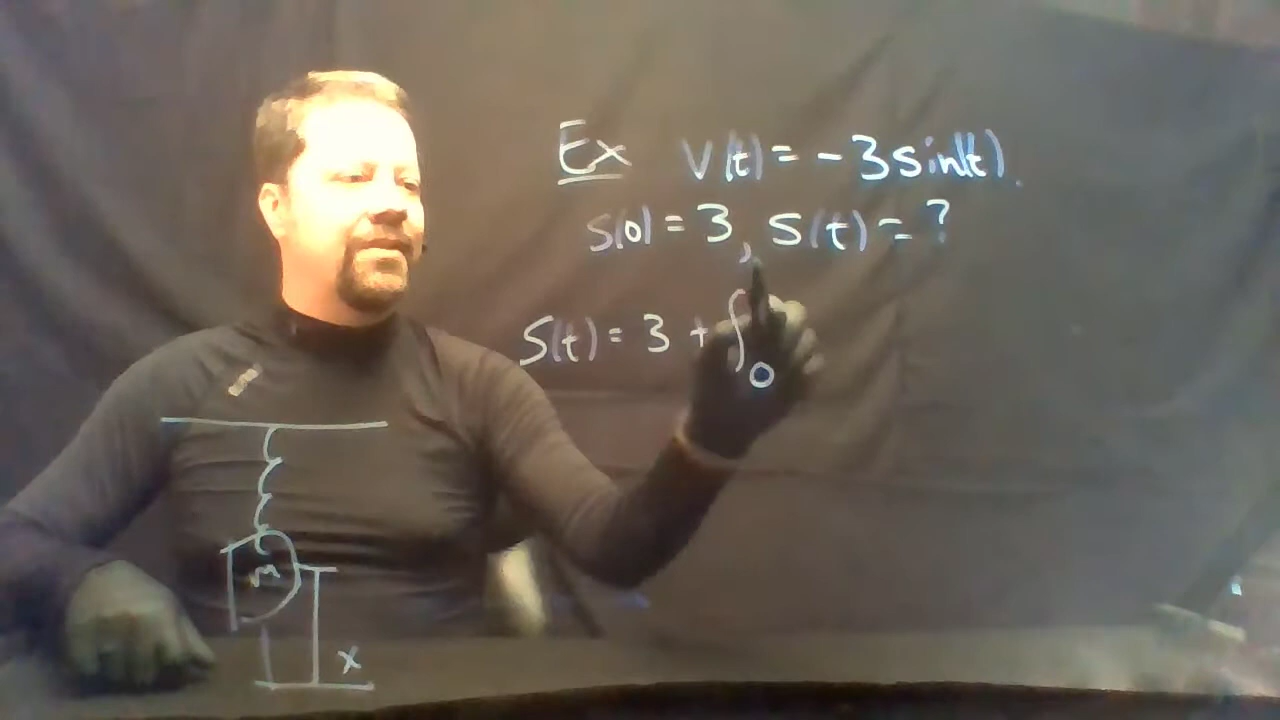 Ex V(t) = -3sin(t).
S(0) = 3, S(t) = ?
S(t) = 3 + ∫0
m
x